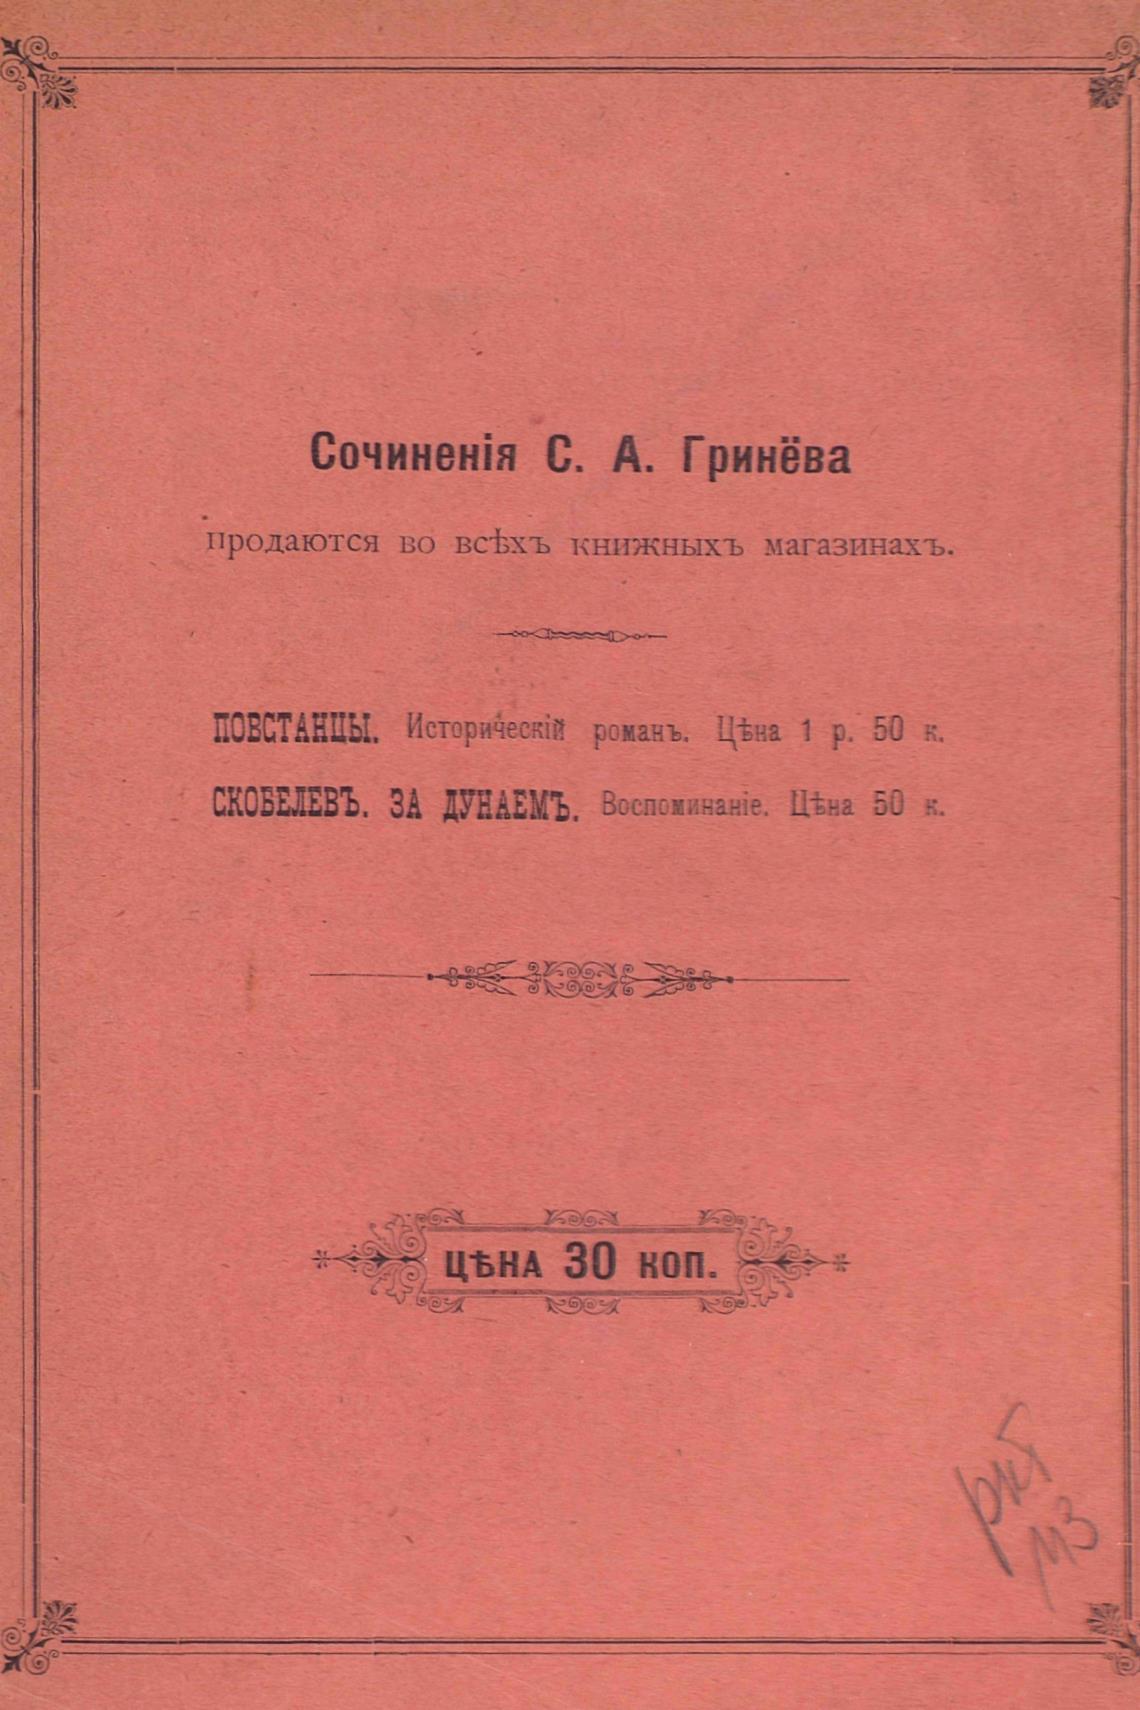 Сочиненія С. А. Гринёва
продаются во всѣхъ книжныхъ магазинахъ.
ПОВСТАНЦЫ. Историческій романъ. Цѣна 1 р. 50 к.
СКОБЕЛЕВЪ. ЗА ДУНАЕМЪ. Воспоминаніе. Цѣна 50 к.
ЦѢНА 30 КОП.